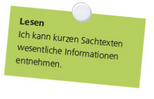 Lesen
Ich kann kurzen Sachtexten
wesentliche Informationen
entnehmen.